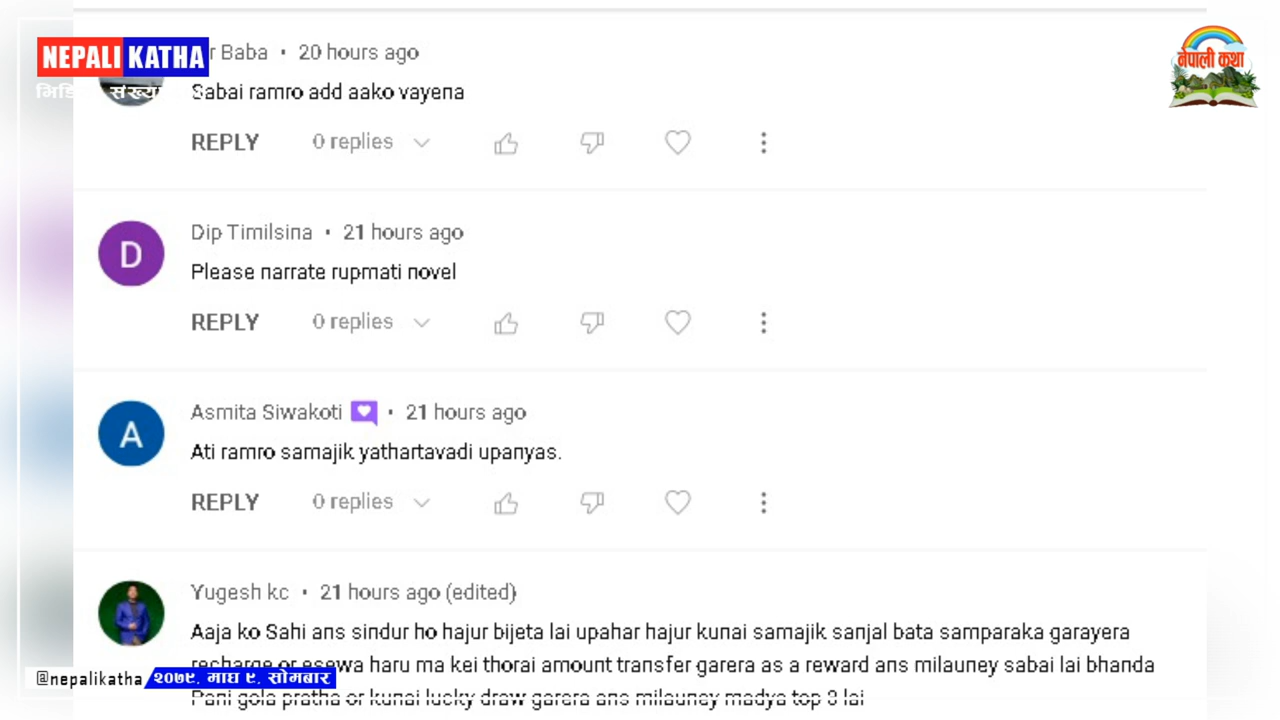 NEPALI KATHA
नेपाली कथा
r Baba • 20 hours ago
Sabai ramro add aako vayena
REPLY 0 replies
Dip Timilsina • 21 hours ago
Please narrate rupmati novel
REPLY 0 replies
Asmita Siwakoti • 21 hours ago
Ati ramro samajik yathartavadi upanyas.
REPLY 0 replies
Yugesh kc • 21 hours ago (edited)
Aaja ko Sahi ans sindur ho hajur bijeta lai upahar hajur kunai samajik sanjal bata samparaka garayera
recharge or esewa haru ma kei thorai amount transfer garera as a reward ans milauney sabai lai bhanda
Pani gola pratha or kunai lucky draw garera ans milauney madya top 3 lai
@nepalikatha २०७९, माघ ९, सोमबार
D
A